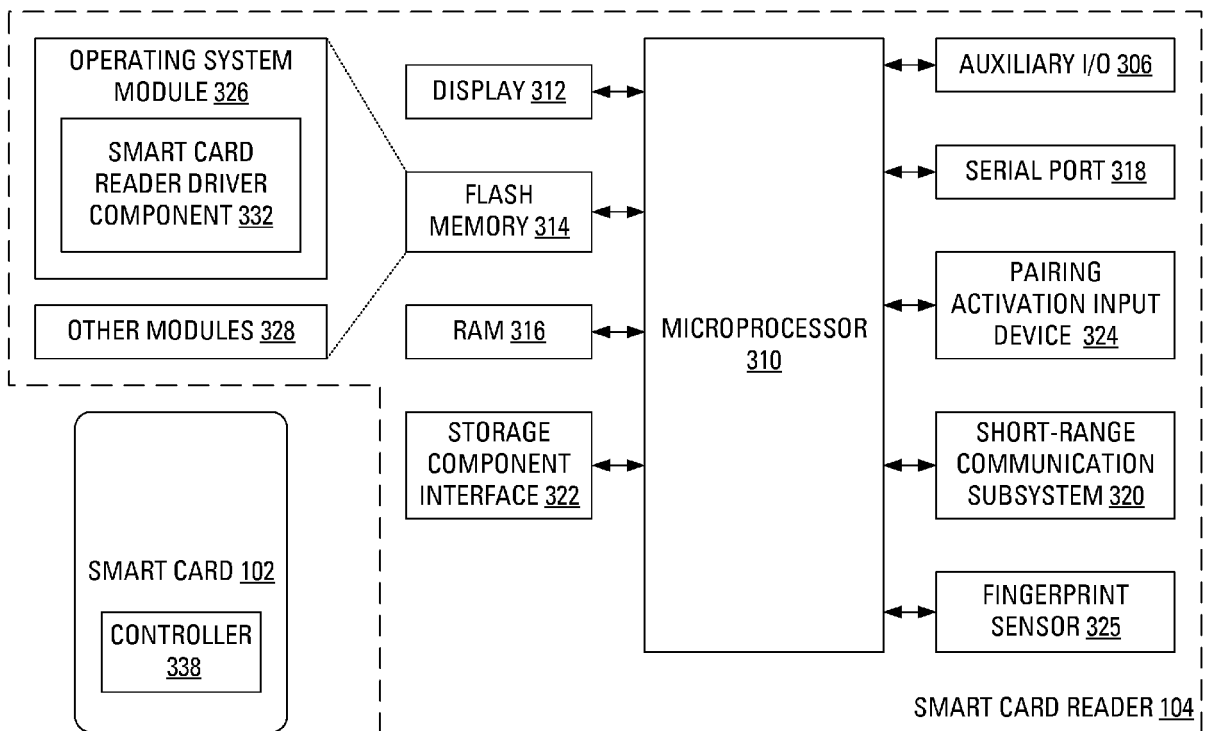 OPERATING SYSTEM
MODULE 326
SMART CARD
READER DRIVER
COMPONENT 332
OTHER MODULES 328
DISPLAY 312
FLASH
MEMORY 314
RAM 316
STORAGE
COMPONENT
INTERFACE 322
MICROPROCESSOR
310
AUXILIARY I/O 306
SERIAL PORT 318
PAIRING
ACTIVATION INPUT
DEVICE 324
SHORT-RANGE
COMMUNICATION
SUBSYSTEM 320
FINGERPRINT
SENSOR 325
SMART CARD 102
CONTROLLER
338
SMART CARD READER 104